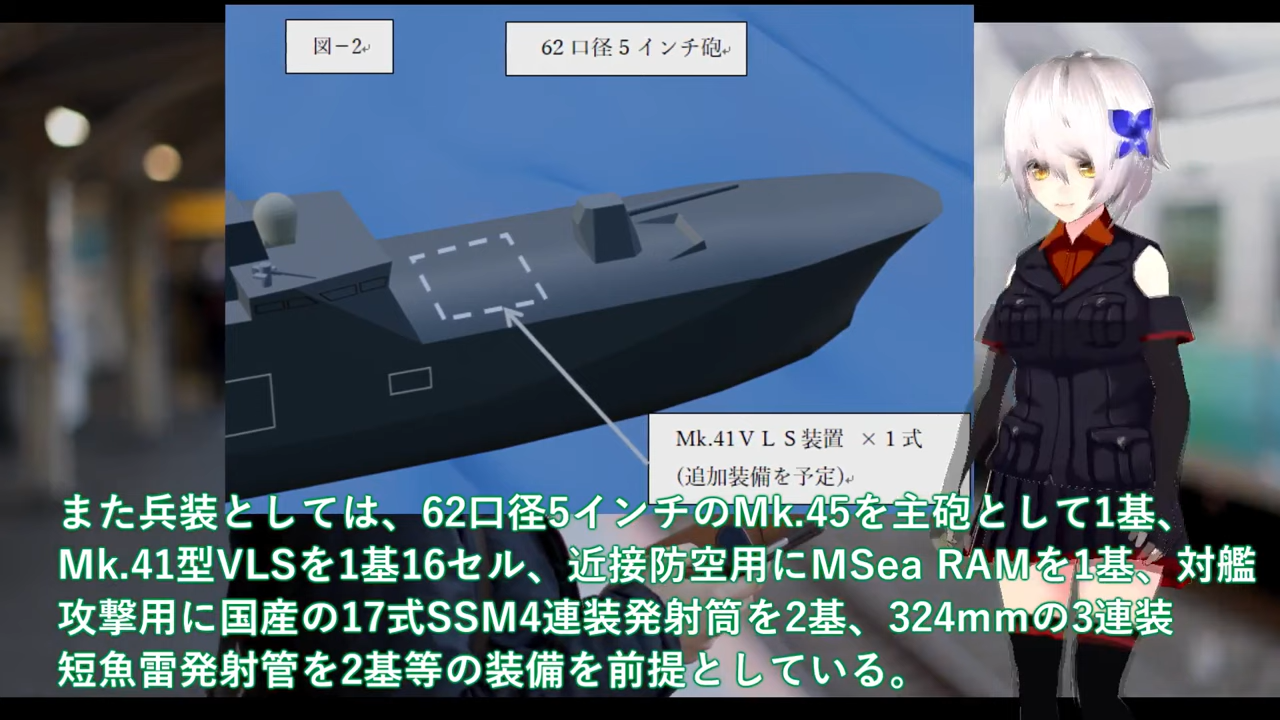 図－2
62 口径 5 インチ砲
Mk.41ＶＬＳ装置 ×1式
(追加装備を予定)
また兵装としては、62口径5インチのMk.45を主砲として1基、
Mk.41型VLSを1基16セル、近接防空用にMSea RAMを1基、対艦
攻撃用に国産の17式SSM4連装発射筒を2基、324mmの3連装
短魚雷発射管を2基等の装備を前提としている。